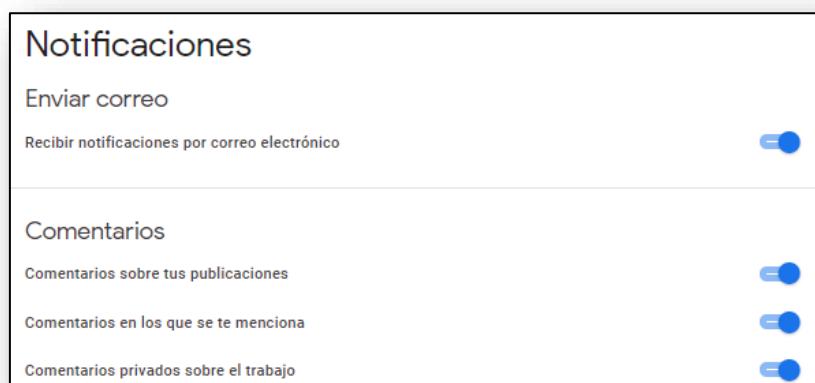 Notificaciones
Enviar correo
Recibir notificaciones por correo electrónico
Comentarios
Comentarios sobre tus publicaciones
Comentarios en los que se te menciona
Comentarios privados sobre el trabajo